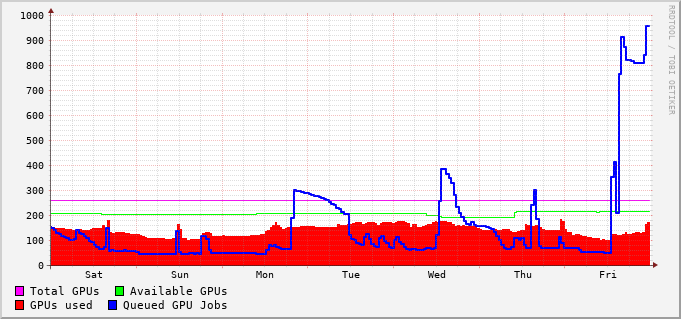 1000
900
800
700
600
500
400
300
200
100
0
Sat Sun Mon Tue Wed Thu Fri
RRDTOOL / TOBI OETIKER
Total GPUs Available GPUs
GPUs used Queued GPU Jobs